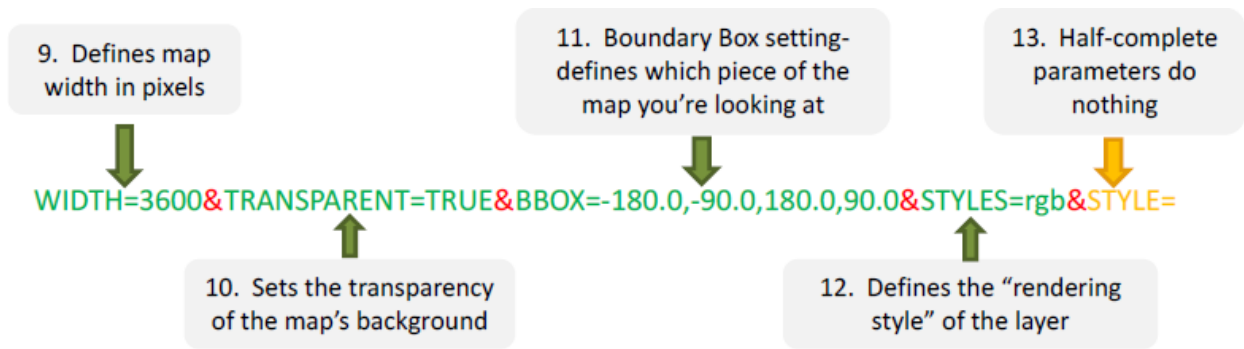 9. Defines map
width in pixels
11. Boundary Box setting-
defines which piece of the
map you’re looking at
13. Half-complete
parameters do
nothing
WIDTH=3600&TRANSPARENT=TRUE&BBOX=-180.0,-90.0,180.0,90.0&STYLES=rgb&STYLE=
10. Sets the transparency
of the map’s background
12. Defines the “rendering
style” of the layer